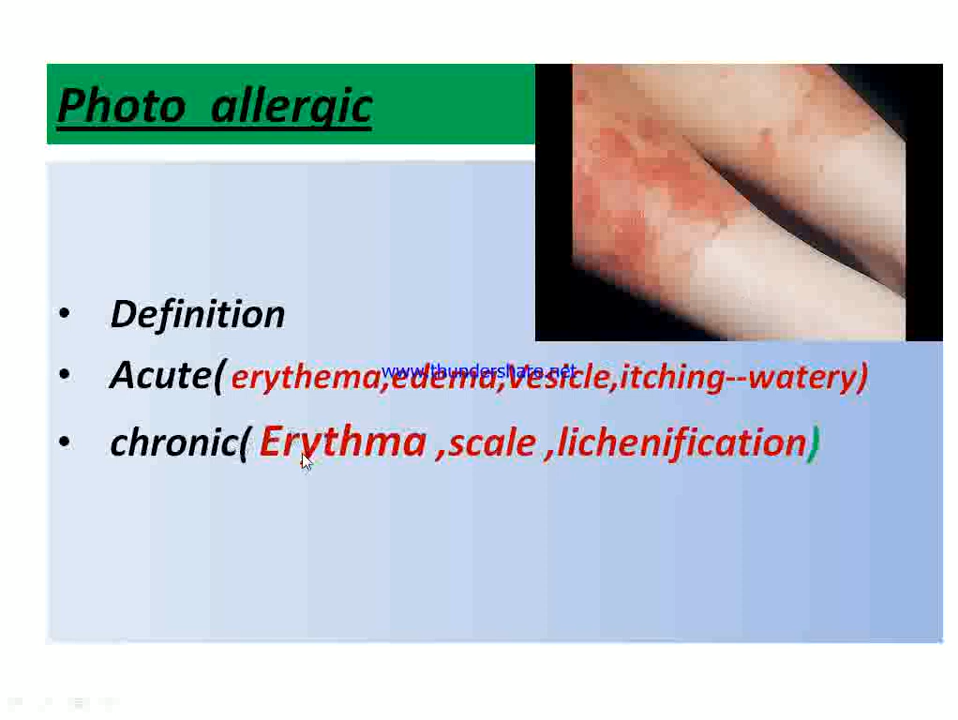 Photo allergic
• Definition
• Acute( erythema,edema,Vesicle,itching--watery)
www.thundershare.net
• chronic( Erythma ,scale ,lichenification)